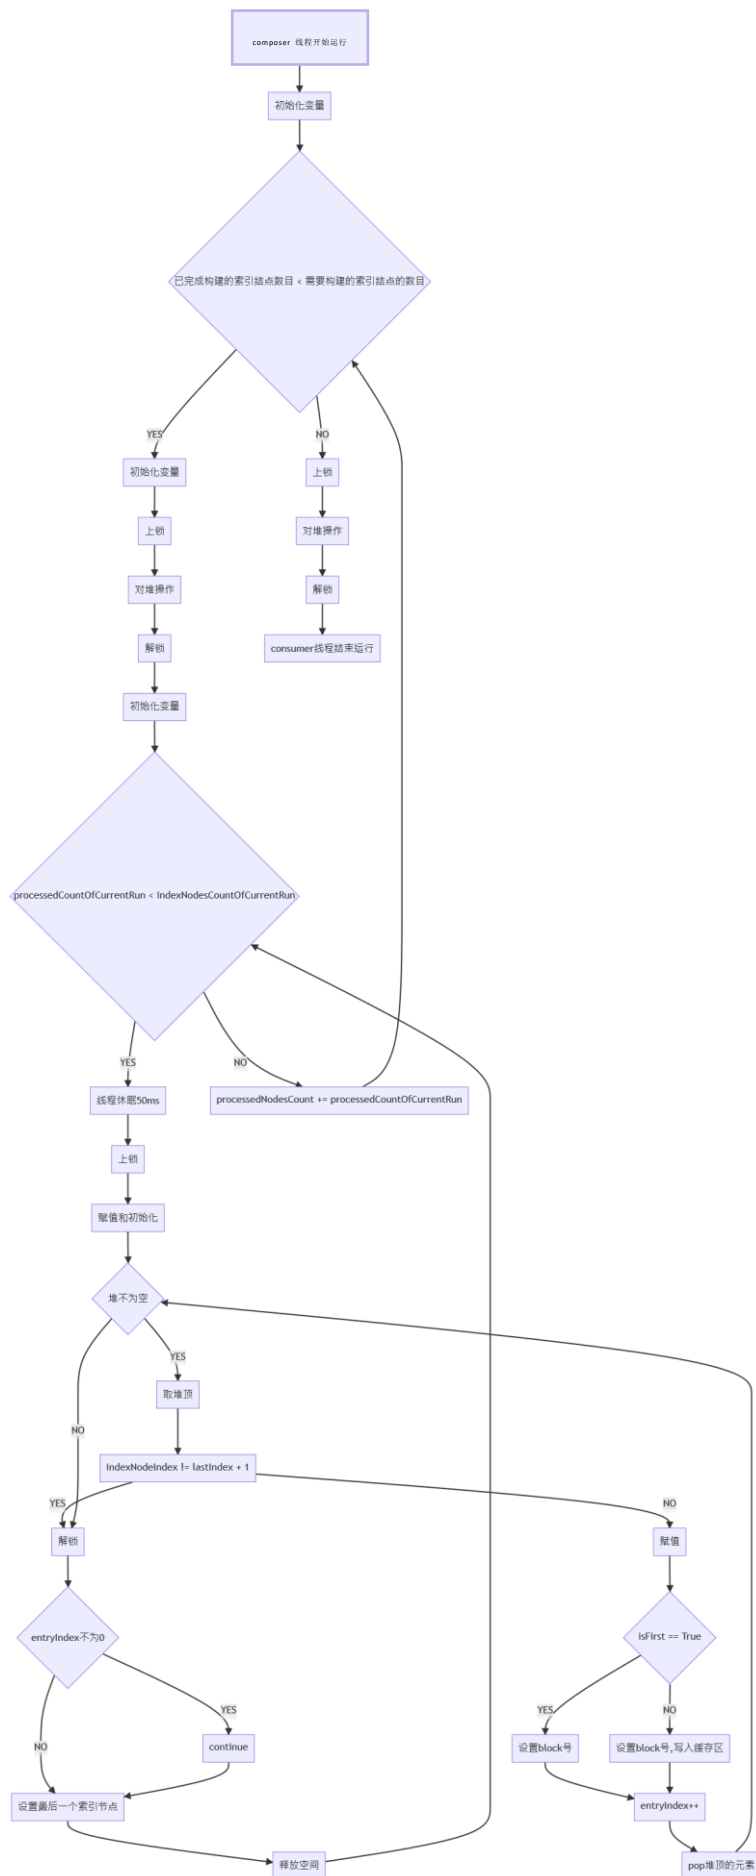 composer 线程开始运行
初始化变量
已完成构建的索引结点数目 < 需要构建的索引结点的数目
YES
NO
初始化变量
上锁
上锁
对堆操作
对堆操作
解锁
解锁
consumer线程结束运行
初始化变量
processedCountOfCurrentRun < indexNodesCountOfCurrentRun
YES
NO
线程休眠50ms
processedNodesCount += processedCountOfCurrentRun
上锁
赋值和初始化
堆不为空
YES
取堆顶
NO
indexNodeIndex != lastIndex + 1
YES
NO
解锁
赋值
entryIndex不为0
isFirst == True
YES
YES
NO
NO
continue
设置block号
设置block号,写入缓存区
设置最后一个索引节点
entryIndex++
释放空间
pop堆顶的元素